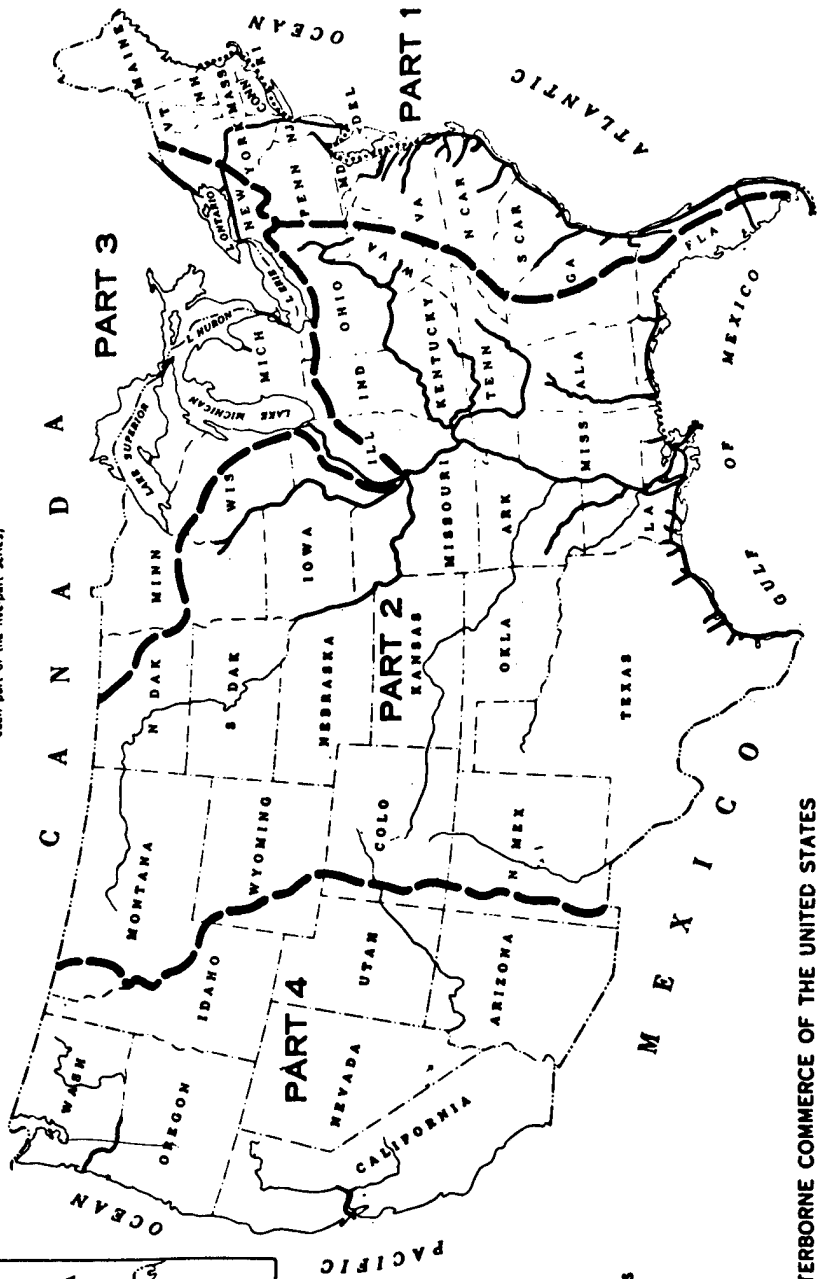 C A N A D A
PART 3
PART 1
PART 2
PART 4
WASH
OREGON
CALIFORNIA
NEVADA
IDAHO
MONTANA
WYOMING
UTAH
ARIZONA
COLO
N MEX
N DAK
S DAK
NEBRASKA
KANSAS
OKLA
TEXAS
MINN
IOWA
MISSOURI
ARK
LA
WIS
ILL
MICH
IND
OHIO
KENTUCKY
TENN
MISS
ALA
GA
FLA
S CAR
N CAR
VA
W VA
MD
DEL
PENN
NJ
NEW YORK
CONN
RI
MASS
VT
NH
MAINE
LAKE SUPERIOR
LAKE MICHIGAN
L HURON
L ERIE
L ONTARIO
ATLANTIC
OCEAN
PACIFIC
OCEAN
GULF
OF
MEXICO
M E X I C O
COMMERCE OF THE UNITED STATES